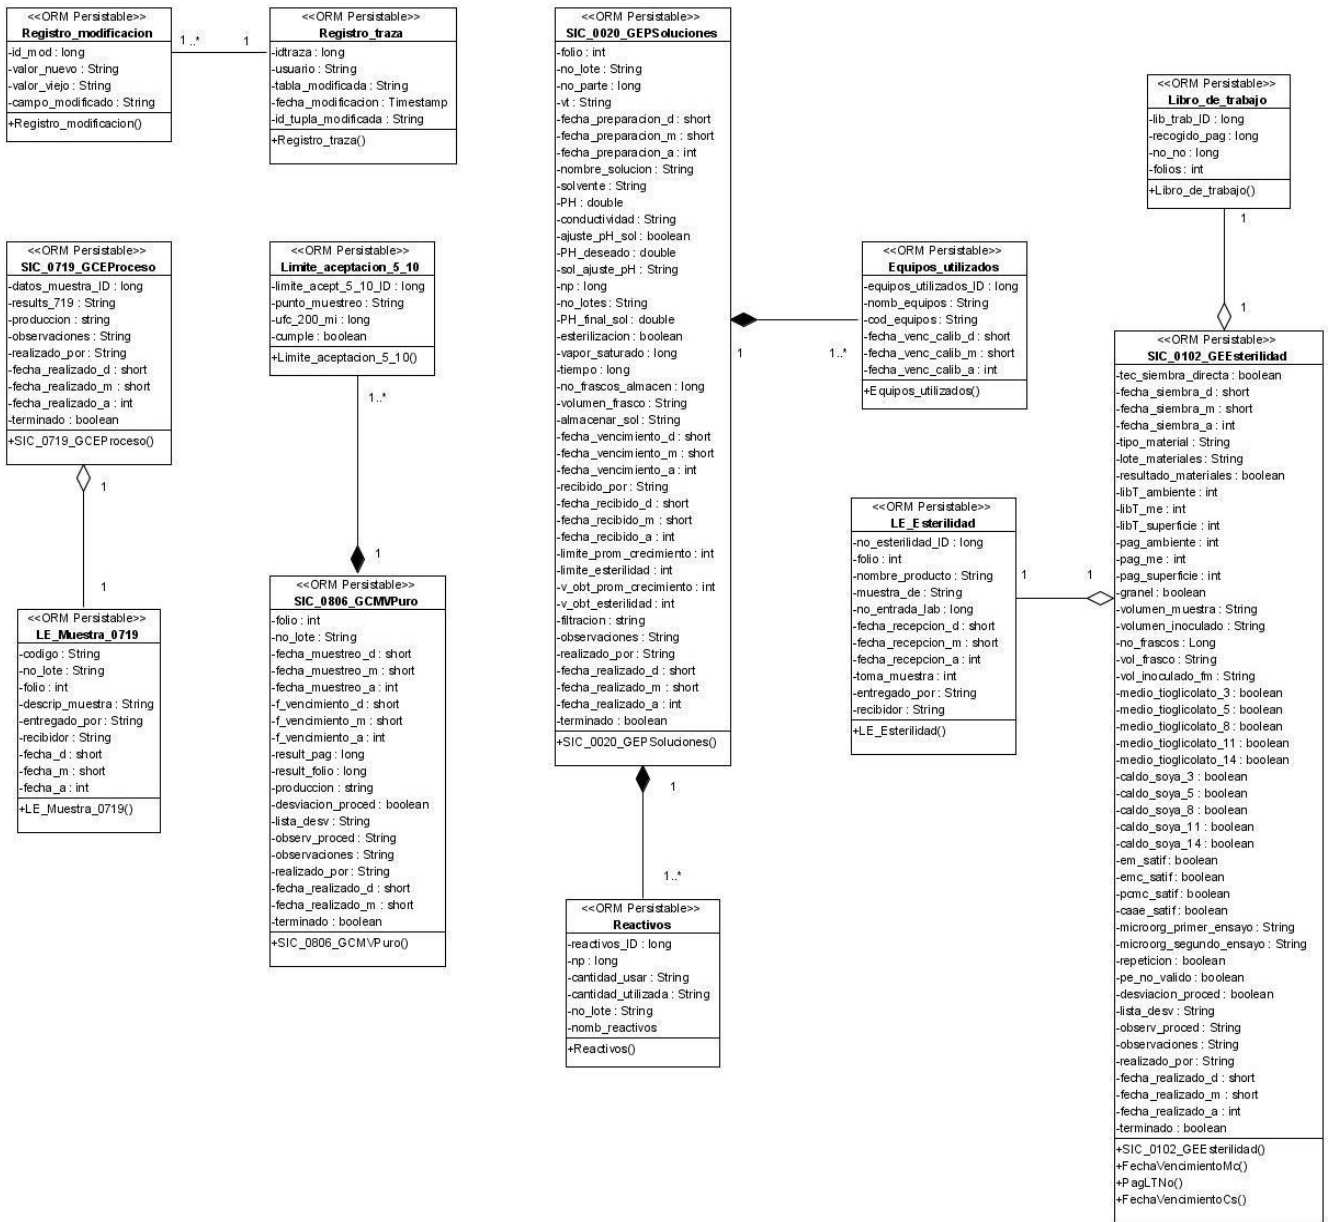 <<ORM Persistable>>
Registro_modificacion
-id_mod : long
-valor_nuevo : String
-valor_viejo : String
-campo_modificado : String
+Registro_modificacion()
1..*
1
<<ORM Persistable>>
Registro_traza
-idtraza : long
-usuario : String
-tabla_modificada : String
-fecha_modificacion : Timestamp
-id_tupla_modificada : String
+Registro_traza()
<<ORM Persistable>>
SIC_0719_GCEProceso
-datos_muestra_ID : long
-results_719 : String
-produccion : string
-observaciones : String
-realizado_por : String
-fecha_realizado_d : short
-fecha_realizado_m : short
-fecha_realizado_a : int
-terminado : boolean
+SIC_0719_GCEProceso()
1
1
<<ORM Persistable>>
LE_Muestra_0719
-codigo : String
-no_lote : String
-folio : int
-descrip_muestra : String
-entregado_por : String
-recibidor : String
-fecha_d : short
-fecha_m : short
-fecha_a : int
+LE_Muestra_0719()
<<ORM Persistable>>
Limite_aceptacion_5_10
-limite_acept_5_10_ID : long
-punto_muestreo : String
-ufc_200_ml : long
-cumple : boolean
+Limite_aceptacion_5_10()
1..*
1
<<ORM Persistable>>
SIC_0806_GCMVPuro
-folio : int
-no_lote : String
-fecha_muestreo_d : short
-fecha_muestreo_m : short
-fecha_muestreo_a : int
-f_vencimiento_d : short
-f_vencimiento_m : short
-f_vencimiento_a : int
-result_pag : long
-result_folio : long
-produccion : string
-desviacion_proced : boolean
-lista_desv : String
-observ_proced : String
-observaciones : String
-realizado_por : String
-fecha_realizado_d : short
-fecha_realizado_m : short
-terminado : boolean
+SIC_0806_GCMVPuro()
<<ORM Persistable>>
SIC_0020_GEPSoluciones
-folio : int
-no_lote : String
-no_parte : long
-vt : String
-fecha_preparacion_d : short
-fecha_preparacion_m : short
-fecha_preparacion_a : int
-nombre_solucion : String
-solvente : String
-PH : double
-conductividad : String
-ajuste_pH_sol : boolean
-PH_deseado : double
-sol_ajuste_pH : String
-np : long
-no_lotes : String
-PH_final_sol : double
-esterilizacion : boolean
-vapor_saturado : long
-tiempo : long
-no_frascos_almacen : long
-volumen_frasco : String
-almacenar_sol : String
-fecha_vencimiento_d : short
-fecha_vencimiento_m : short
-fecha_vencimiento_a : int
-recibido_por : String
-fecha_recibido_d : short
-fecha_recibido_m : short
-fecha_recibido_a : int
-limite_prom_crecimiento : int
-limite_esterilidad : int
-v_obt_prom_crecimiento : int
-v_obt_esterilidad : int
-filtracion : string
-observaciones : String
-realizado_por : String
-fecha_realizado_d : short
-fecha_realizado_m : short
-fecha_realizado_a : int
-terminado : boolean
+SIC_0020_GEPSoluciones()
1
1..*
<<ORM Persistable>>
Reactivos
-reactivos_ID : long
-np : long
-cantidad_usar : String
-cantidad_utilizada : String
-no_lote : String
-nomb_reactivos
+Reactivos()
1
1..*
<<ORM Persistable>>
Equipos_utilizados
-equipos_utilizados_ID : long
-nomb_equipos : String
-cod_equipos : String
-fecha_venc_calib_d : short
-fecha_venc_calib_m : short
-fecha_venc_calib_a : int
+Equipos_utilizados()
<<ORM Persistable>>
LE_Esterilidad
-no_esterilidad_ID : long
-folio : int
-nombre_producto : String
-muestra_de : String
-no_entrada_lab : long
-fecha_recepcion_d : short
-fecha_recepcion_m : short
-fecha_recepcion_a : int
-toma_muestra : int
-entregado_por : String
-recibidor : String
+LE_Esterilidad()
1
1
<<ORM Persistable>>
Libro_de_trabajo
-lib_trab_ID : long
-recogido_pag : long
-no_no : long
-folios : int
+Libro_de_trabajo()
1
1
<<ORM Persistable>>
SIC_0102_GEEsterilidad
-tec_siembra_directa : boolean
-fecha_siembra_d : short
-fecha_siembra_m : short
-fecha_siembra_a : int
-tipo_material : String
-lote_materiales : String
-resultado_materiales : boolean
-libT_ambiente : int
-libT_me : int
-libT_superficie : int
-pag_ambiente : int
-pag_me : int
-pag_superficie : int
-granel : boolean
-volumen_muestra : String
-volumen_inoculado : String
-no_frascos : Long
-vol_frasco : String
-vol_inoculado_fm : String
-medio_tioglicolato_3 : boolean
-medio_tioglicolato_5 : boolean
-medio_tioglicolato_8 : boolean
-medio_tioglicolato_11 : boolean
-medio_tioglicolato_14 : boolean
-caldo_soya_3 : boolean
-caldo_soya_5 : boolean
-caldo_soya_8 : boolean
-caldo_soya_11 : boolean
-caldo_soya_14 : boolean
-em_satif : boolean
-emc_satif : boolean
-pcmc_satif : boolean
-caae_satif : boolean
-microorg_primer_ensayo : String
-microorg_segundo_ensayo : String
-repeticion : boolean
-pe_no_valido : boolean
-desviacion_proced : boolean
-lista_desv : String
-observ_proced : String
-observaciones : String
-realizado_por : String
-fecha_realizado_d : short
-fecha_realizado_m : short
-fecha_realizado_a : int
-terminado : boolean
+SIC_0102_GEEsterilidad()
+FechaVencimientoMc()
+PagLTNo()
+FechaVencimientoCs()